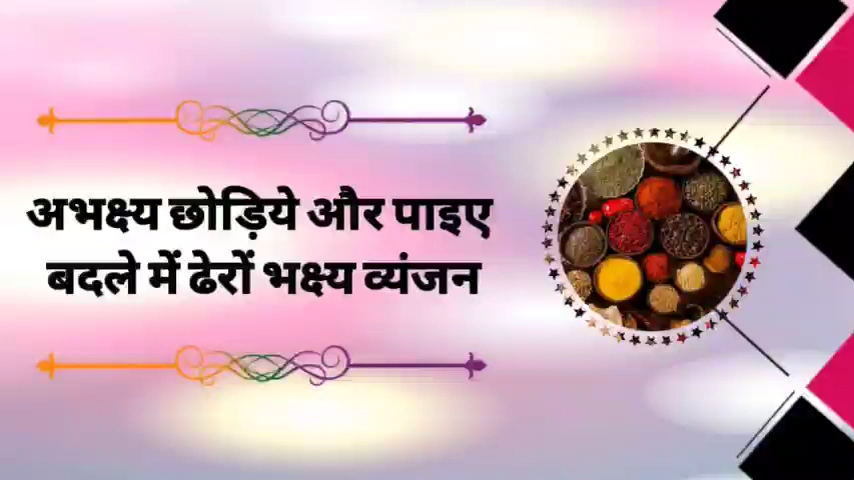 अभक्ष्य छोड़िये और पाइए
बदले में ढेरों भक्ष्य व्यंजन